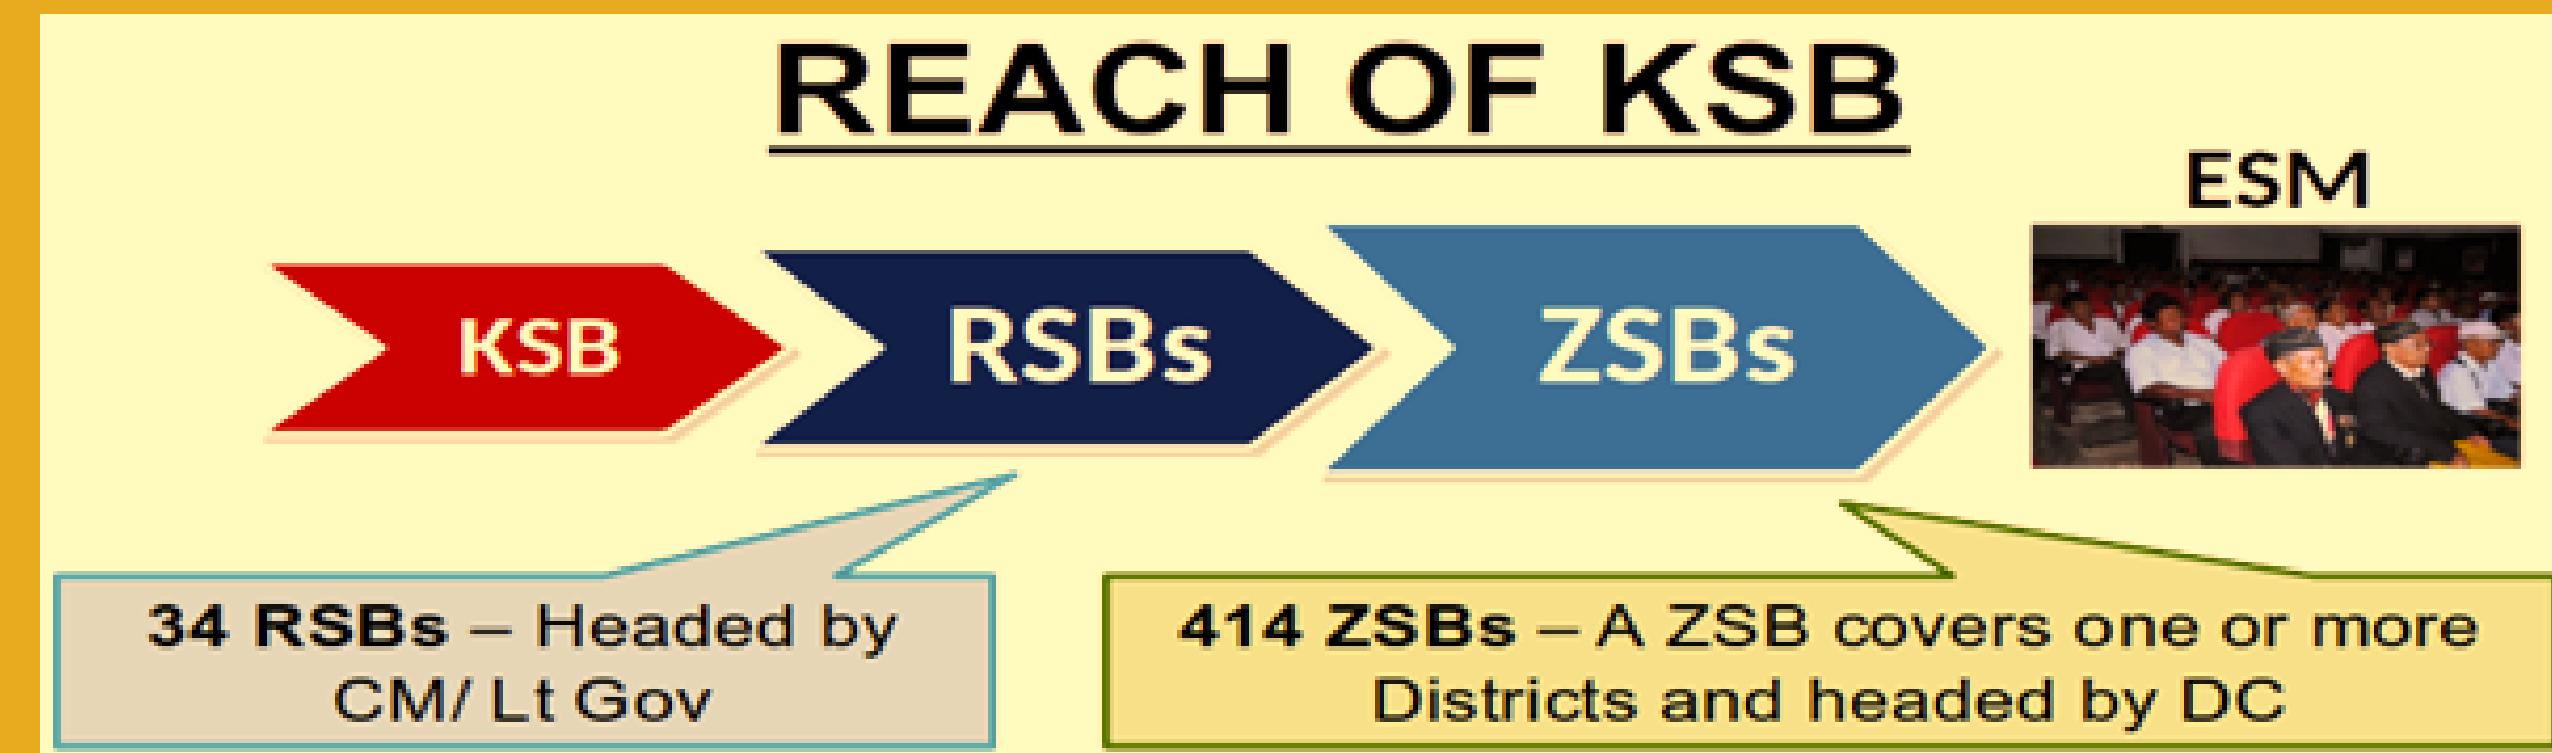 REACH OF KSB
ESM
KSB
RSBs
ZSBs
34 RSBs – Headed by
CM/ Lt Gov
414 ZSBs – A ZSB covers one or more
Districts and headed by DC